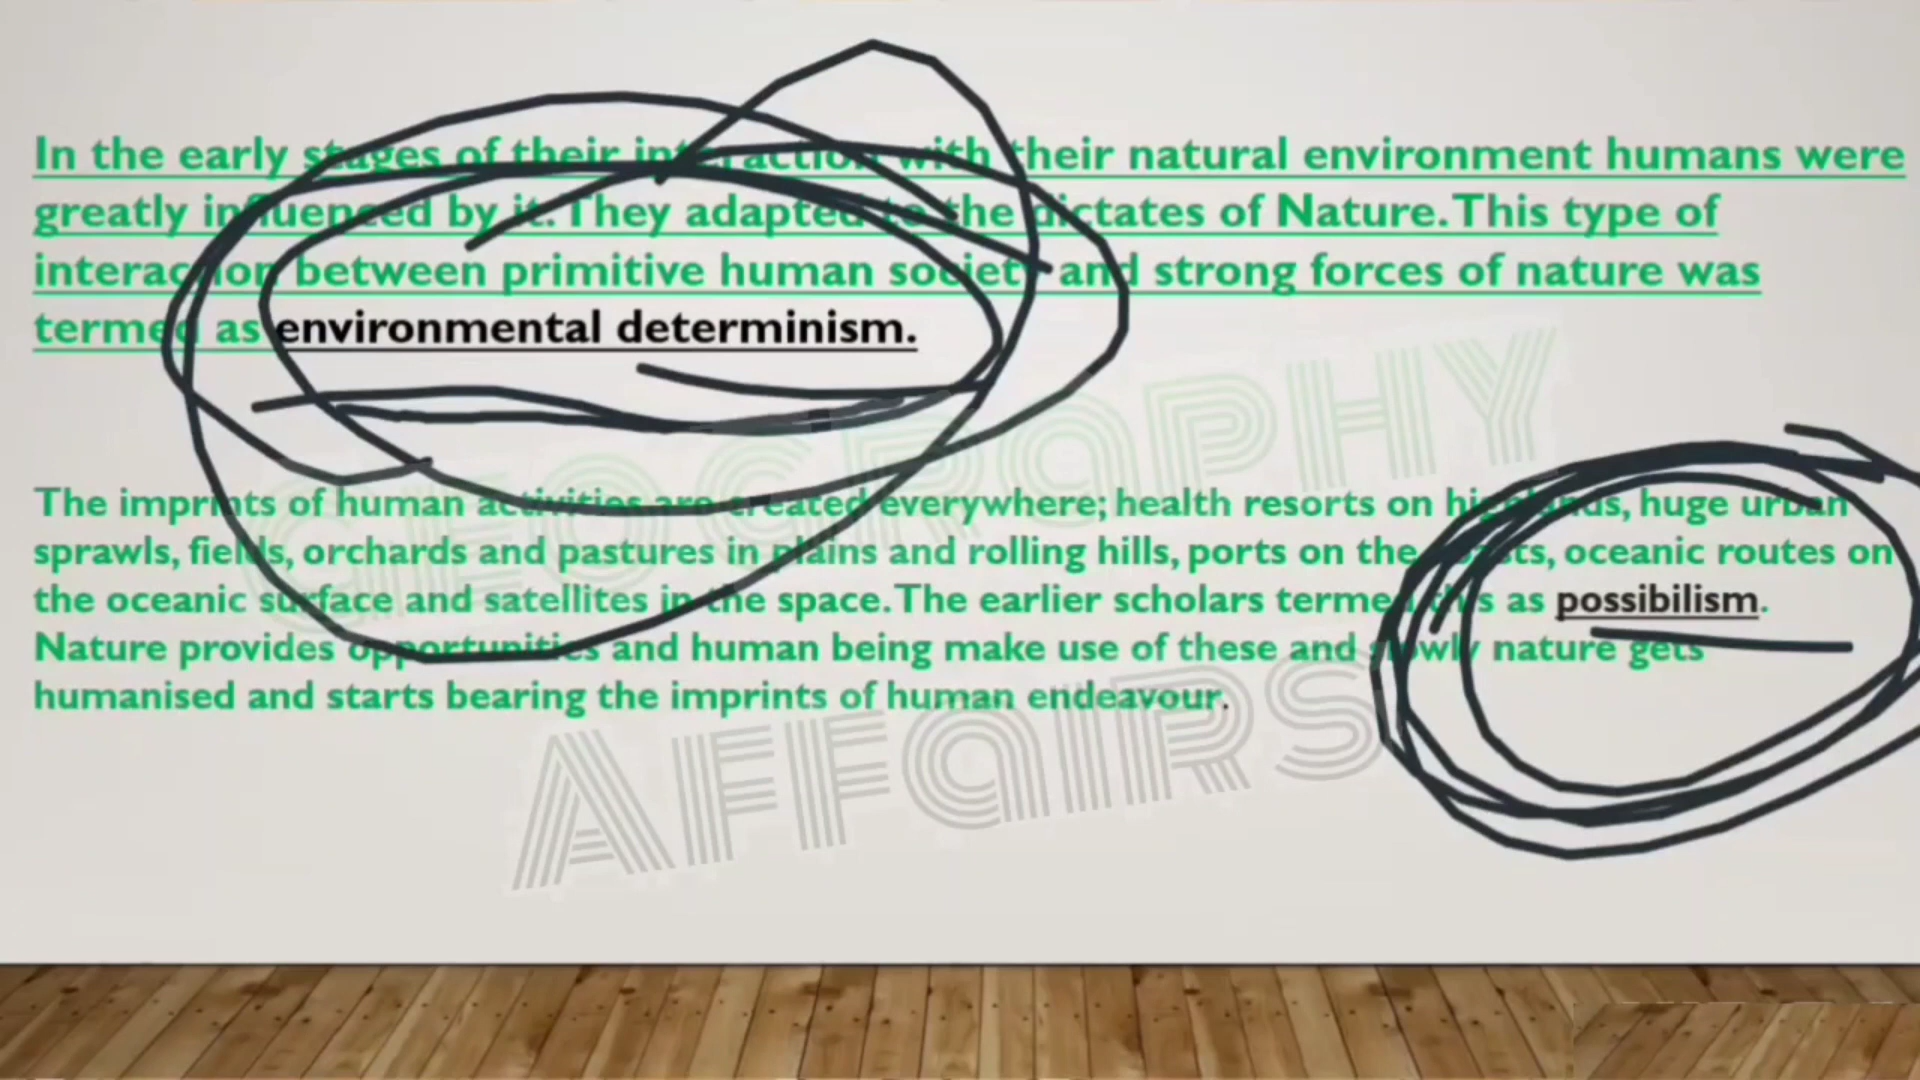 In the early stages of their interaction with their natural environment humans were
greatly influenced by it. They adapted to the dictates of Nature. This type of
interaction between primitive human society and strong forces of nature was
termed as environmental determinism.
GEOGRAPHY
The imprints of human activities are created everywhere; health resorts on highlands, huge urban
sprawls, fields, orchards and pastures in plains and rolling hills, ports on the coasts, oceanic routes on
the oceanic surface and satellites in the space. The earlier scholars termed this as possibilism.
Nature provides opportunities and human being make use of these and slowly nature gets
humanised and starts bearing the imprints of human endeavour.
AFFAIRS